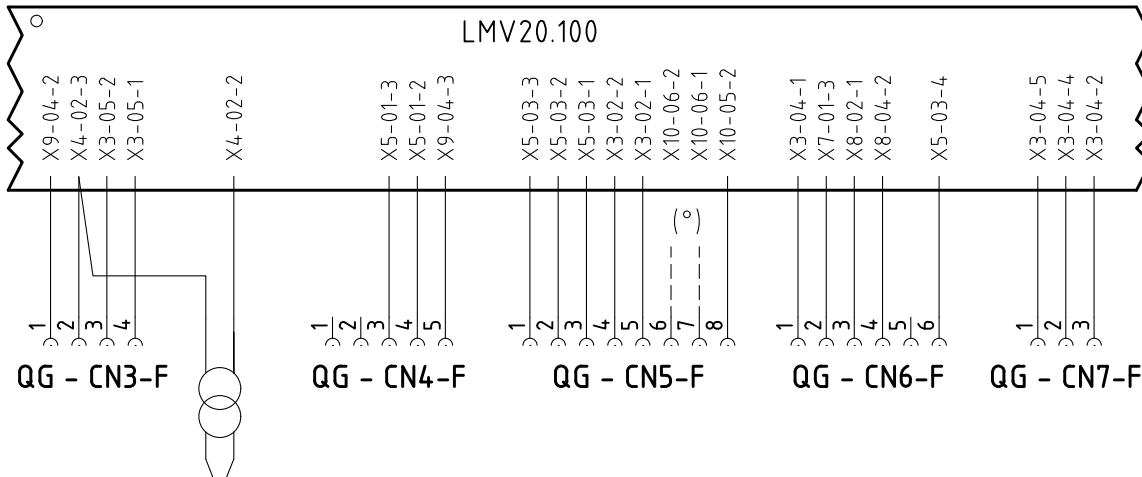 LMV20.100
X9-04-2
X4-02-3
X3-05-2
X3-05-1
X4-02-2
X5-01-3
X5-01-2
X9-04-3
X5-03-3
X5-03-2
X5-03-1
X3-02-2
X3-02-1
X10-06-2
X10-06-1
X10-05-2
X3-04-1
X7-01-3
X8-02-1
X8-04-2
X5-03-4
X3-04-5
X3-04-4
X3-04-2
(°)
1 2 3 4
1 2 3 4 5
1 2 3 4 5 6 7 8
1 2 3 4 5 6
1 2 3
QG - CN3-F
QG - CN4-F
QG - CN5-F
QG - CN6-F
QG - CN7-F